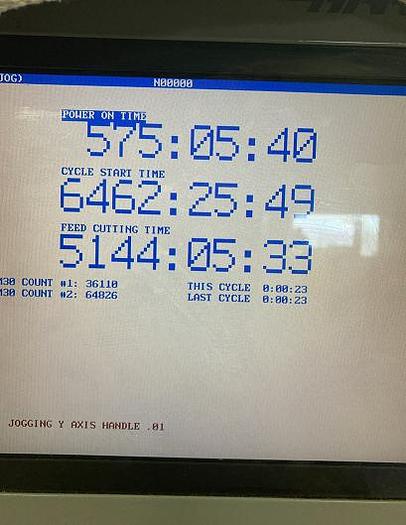 JOG) N00000
POWER ON TIME
575:05:40
CYCLE START TIME
6462:25:49
FEED CUTTING TIME
5144:05:33
M30 COUNT #1: 36110 THIS CYCLE 0:00:23
M30 COUNT #2: 64826 LAST CYCLE 0:00:23
JOGGING Y AXIS HANDLE .01